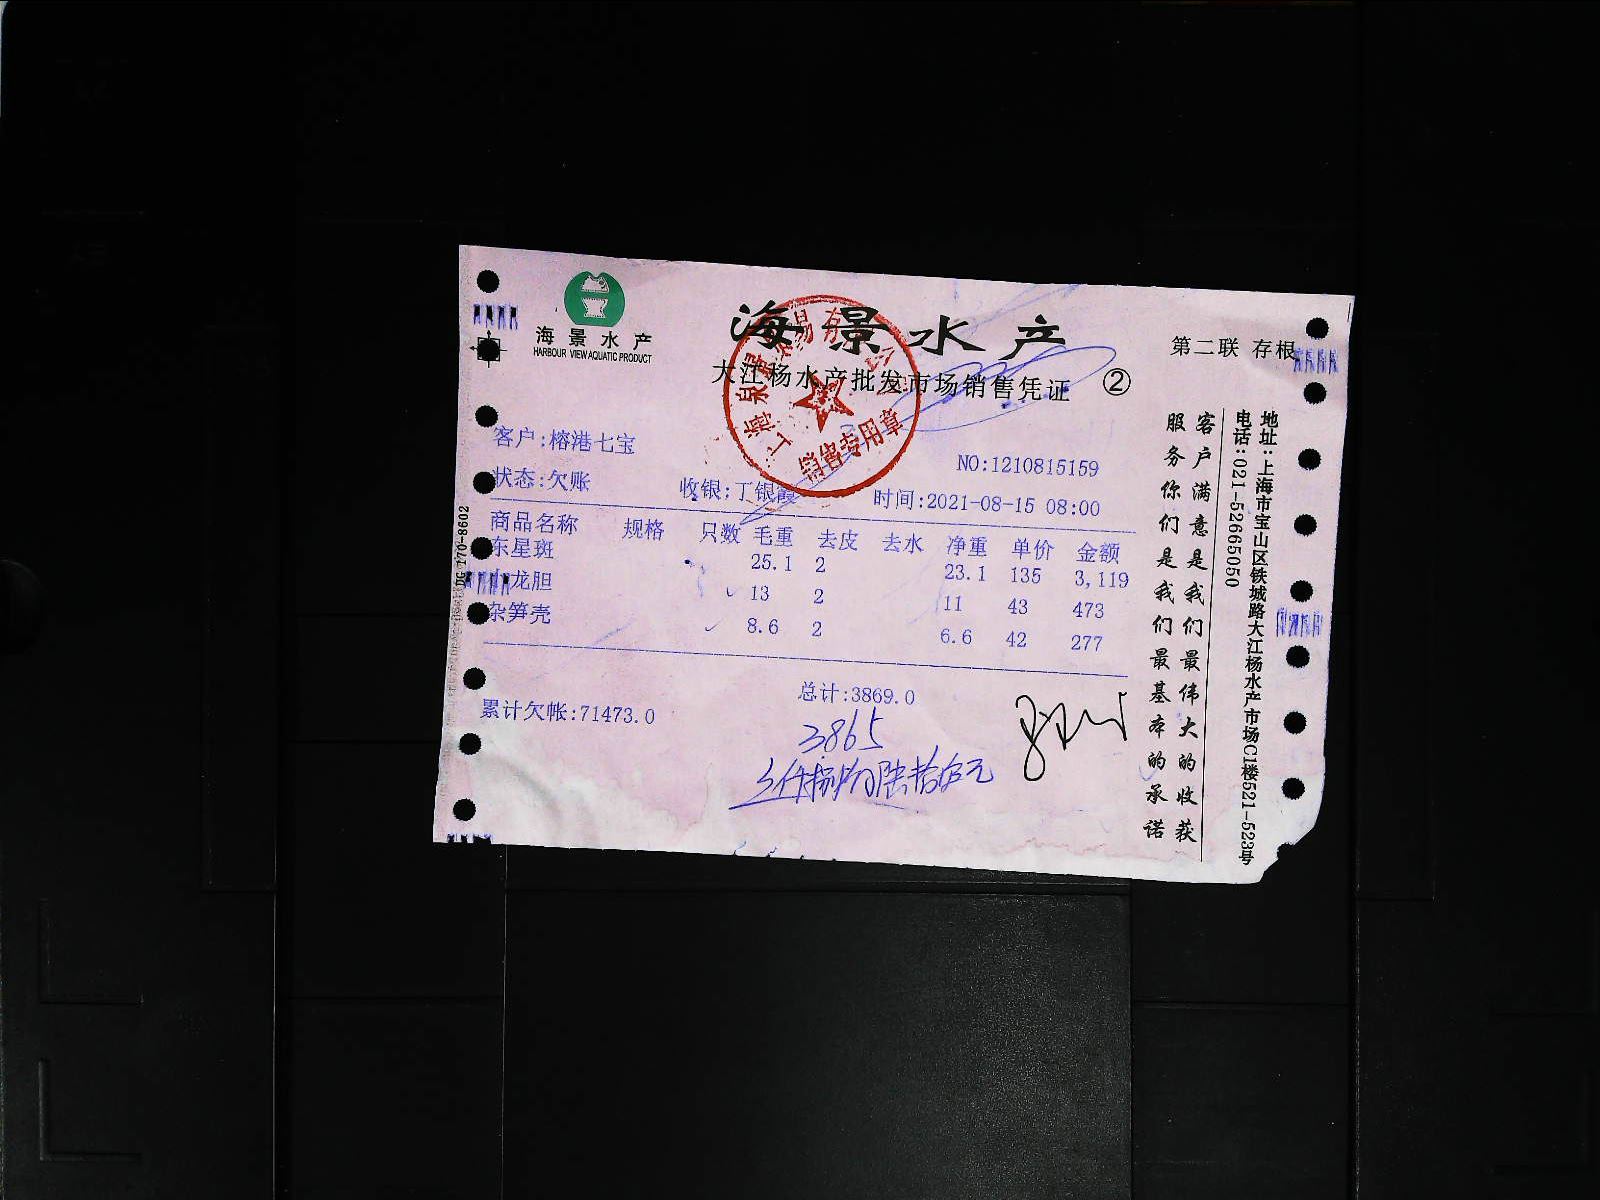 海景水产
HARBOUR VIEW AQUATIC PRODUCT
海景水产
第二联 存根
大江杨水产批发市场销售凭证 ②
销售专用章
客户:榕港七宝
NO:1210815159
状态:欠账 收银:丁银霞 时间:2021-08-15 08:00
商品名称 规格 只数 毛重 去皮 去水 净重 单价 金额
东星斑 25.1 2 23.1 135 3,119
龙胆 13 2 11 43 473
杂笋壳 8.6 2 6.6 42 277
总计:3869.0
累计欠帐:71473.0
3865
客户满意是我们最伟大的收获
服务你们是我们最基本的承诺
地址:上海市宝山区铁城路大江杨水产市场C1楼521-523号
电话:021-52665050